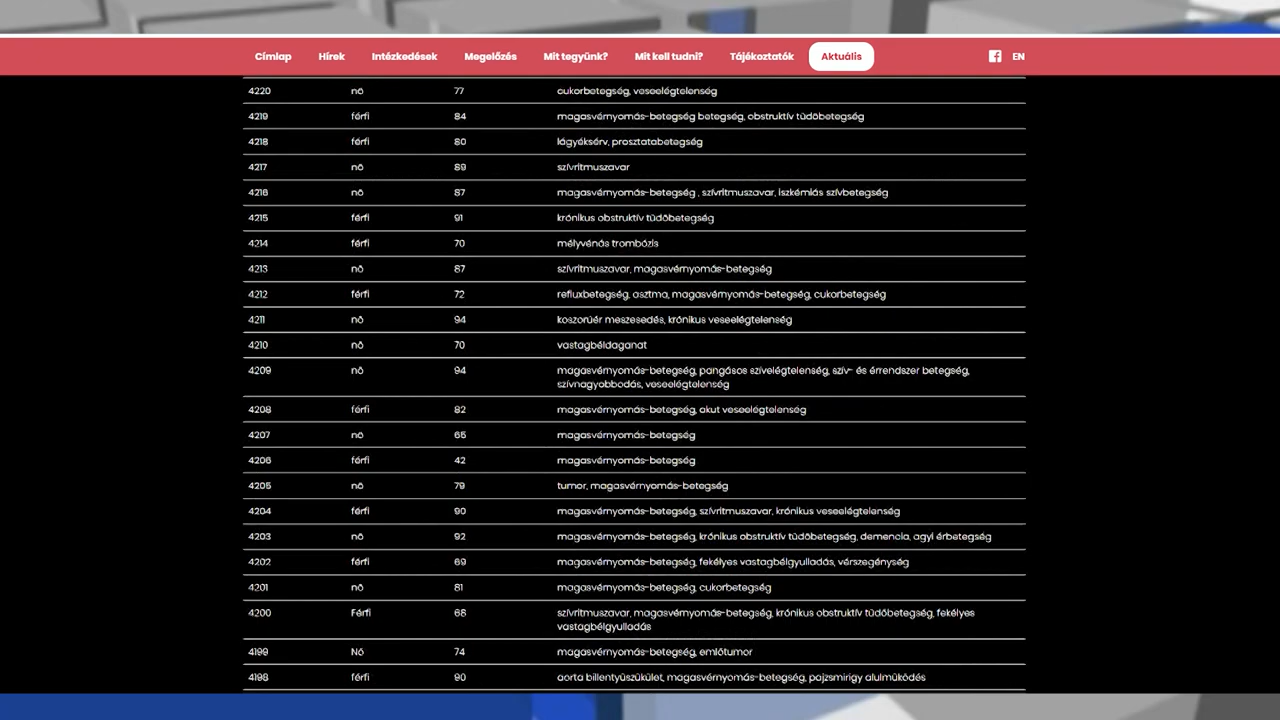 Címlap Hírek Intézkedések Megelőzés Mit tegyünk? Mit kell tudni? Tájékoztatók Aktuális EN
4220 nő 77 cukorbetegség, veseelégtelenség
4219 férfi 84 magasvérnyomás-betegség betegség, obstruktív tüdőbetegség
4218 férfi 80 lágyéksérv, prosztatabetegség
4217 nő 89 szívritmuszavar
4216 nő 87 magasvérnyomás-betegség , szívritmuszavar, iszkémiás szívbetegség
4215 férfi 91 krónikus obstruktív tüdőbetegség
4214 férfi 70 mélyvénás trombózis
4213 nő 87 szívritmuszavar, magasvérnyomás-betegség
4212 férfi 72 refluxbetegség, asztma, magasvérnyomás-betegség, cukorbetegség
4211 nő 94 koszorúér meszesedés, krónikus veseelégtelenség
4210 nő 70 vastagbéldaganat
4209 nő 94 magasvérnyomás-betegség, pangásos szívelégtelenség, szív- és érrendszer betegség,
szívnagyobbodás, veseelégtelenség
4208 férfi 82 magasvérnyomás-betegség, akut veseelégtelenség
4207 nő 65 magasvérnyomás-betegség
4206 férfi 42 magasvérnyomás-betegség
4205 nő 79 tumor, magasvérnyomás-betegség
4204 férfi 90 magasvérnyomás-betegség, szívritmuszavar, krónikus veseelégtelenség
4203 nő 92 magasvérnyomás-betegség, krónikus obstruktív tüdőbetegség, demencia, agyi érbetegség
4202 férfi 69 magasvérnyomás-betegség, fekélyes vastagbélgyulladás, vérszegénység
4201 nő 81 magasvérnyomás-betegség, cukorbetegség
4200 Férfi 68 szívritmuszavar, magasvérnyomás-betegség, krónikus obstruktív tüdőbetegség, fekélyes
vastagbélgyulladás
4199 Nő 74 magasvérnyomás-betegség, emlőtumor
4198 férfi 90 aorta billentyűszűkület, magasvérnyomás-betegség, pajzsmirigy alulműködés